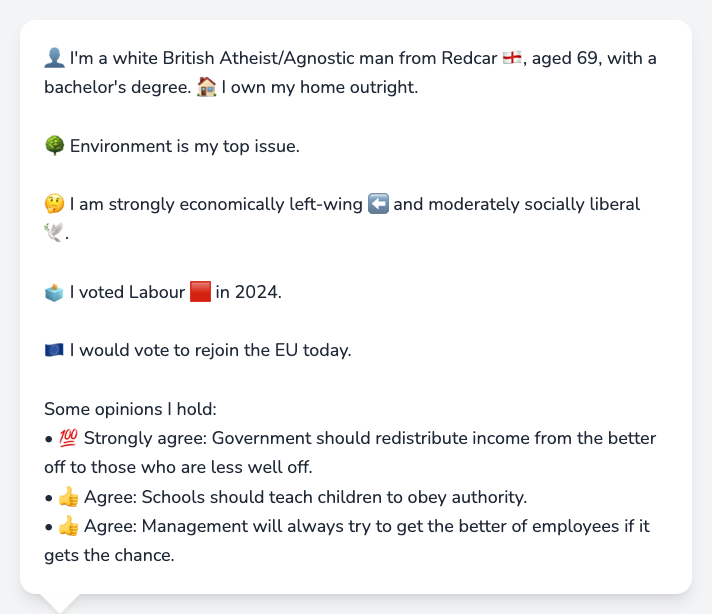 👤 I'm a white British Atheist/Agnostic man from Redcar 🏴󠁧󠁢󠁥󠁮󠁧󠁿, aged 69, with a
bachelor's degree. 🏠 I own my home outright.
🌳 Environment is my top issue.
🤔 I am strongly economically left-wing ⬅️ and moderately socially liberal
🕊️.
🗳️ I voted Labour 🟥 in 2024.
🇪🇺 I would vote to rejoin the EU today.
Some opinions I hold:
• 💯 Strongly agree: Government should redistribute income from the better
off to those who are less well off.
• 👍 Agree: Schools should teach children to obey authority.
• 👍 Agree: Management will always try to get the better of employees if it
gets the chance.